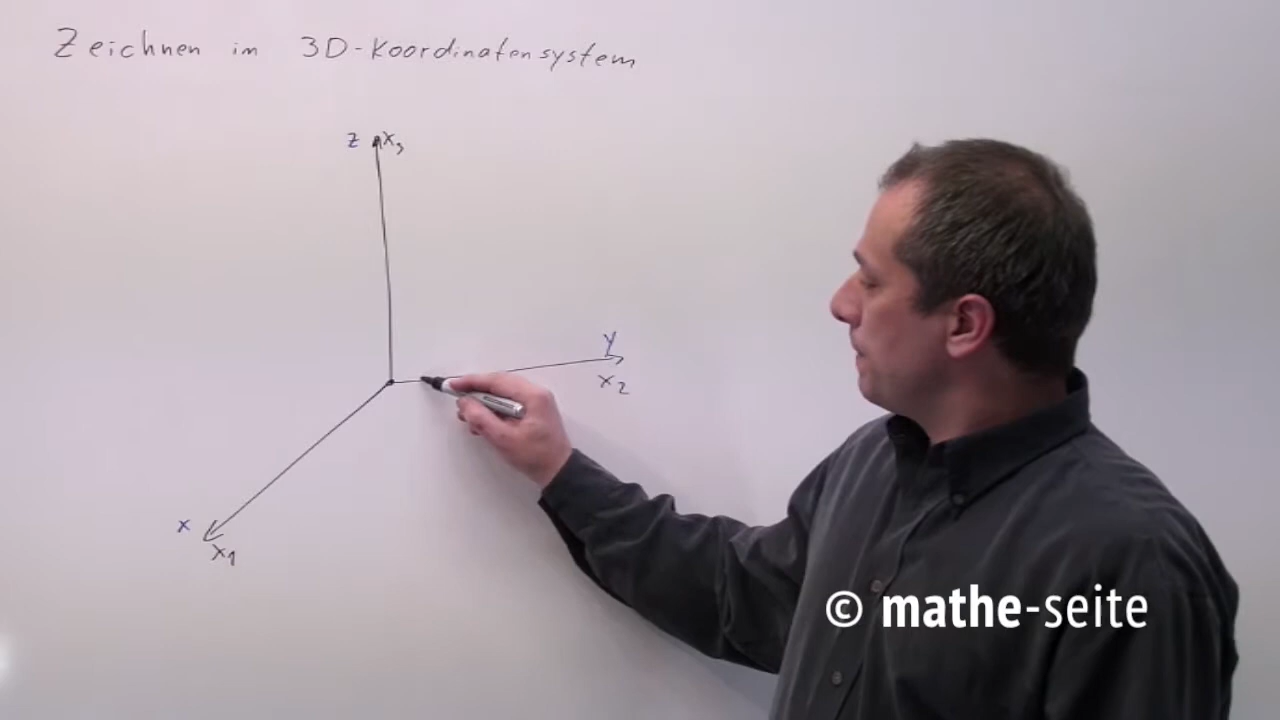 Zeichnen im 3D-Koordinatensystem
z x₃
y
x₂
x
x₁
© mathe-seite